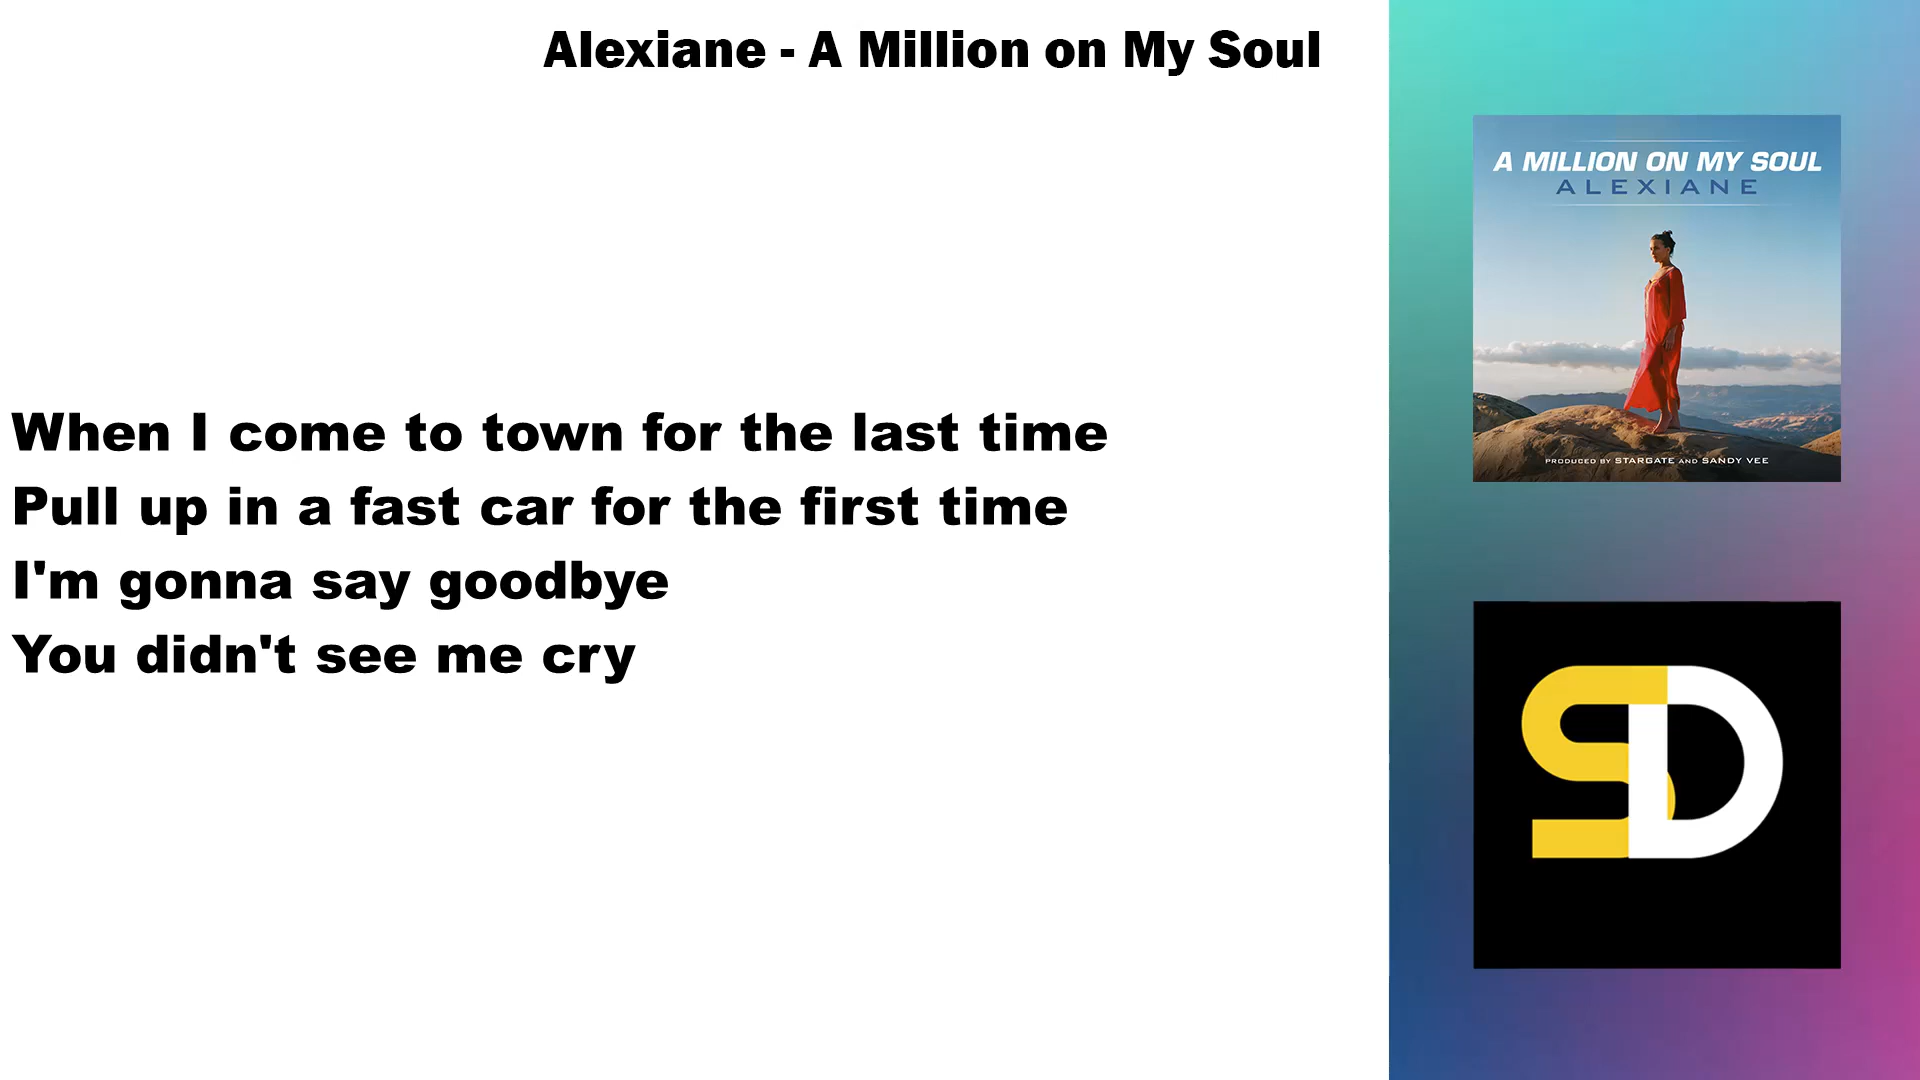 Alexiane - A Million on My Soul
When I come to town for the last time
Pull up in a fast car for the first time
I'm gonna say goodbye
You didn't see me cry
A MILLION ON MY SOUL
ALEXIANE
PRODUCED BY STARGATE AND SANDY VEE
SD